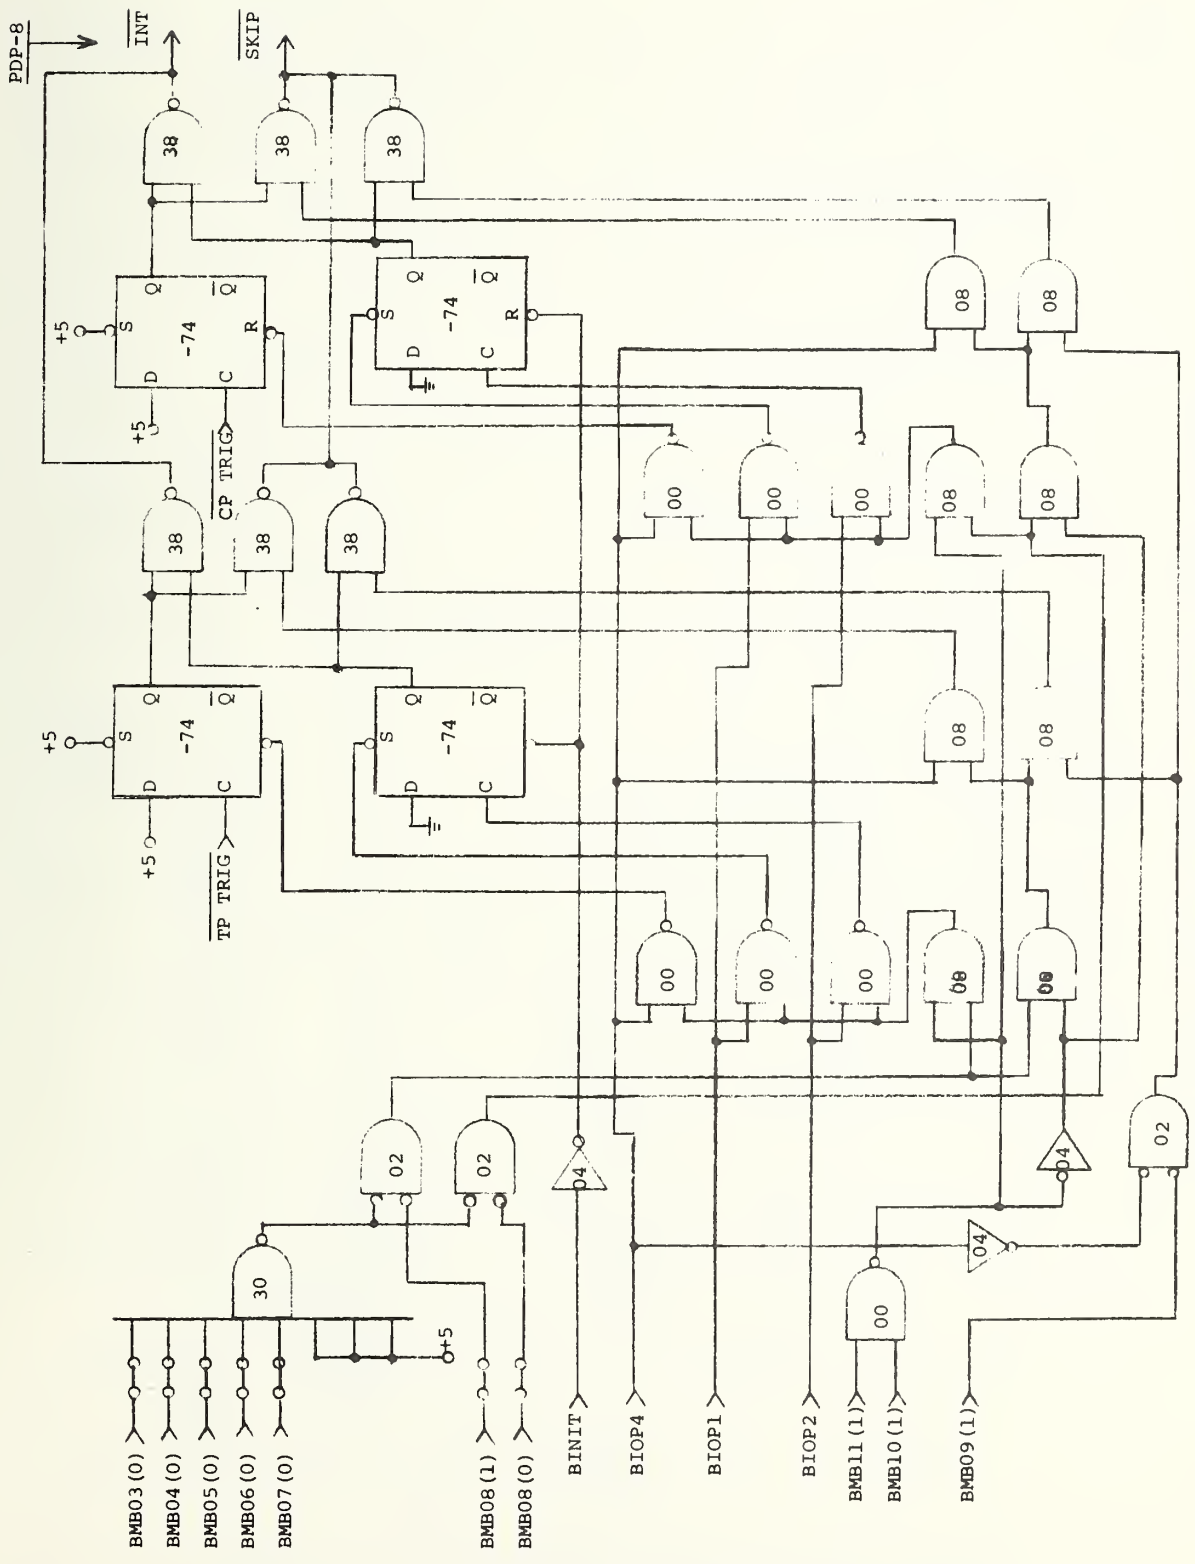 PDP-8
INT
SKIP
38
38
38
+5
S
D
Q
-74
Q
C
R
+5
CP TRIG
S
D
Q
-74
Q
C
R
38
38
38
+5
S
D
Q
-74
Q
C
+5
TP TRIG
S
D
Q
-74
Q
C
08
08
00
00
00
08
08
08
08
00
00
00
02
02
04
04
04
02
30
00
+5
BMB03(0)
BMB04(0)
BMB05(0)
BMB06(0)
BMB07(0)
BMB08(1)
BMB08(0)
BINIT
BIOP4
BIOP1
BIOP2
BMB11(1)
BMB10(1)
BMB09(1)